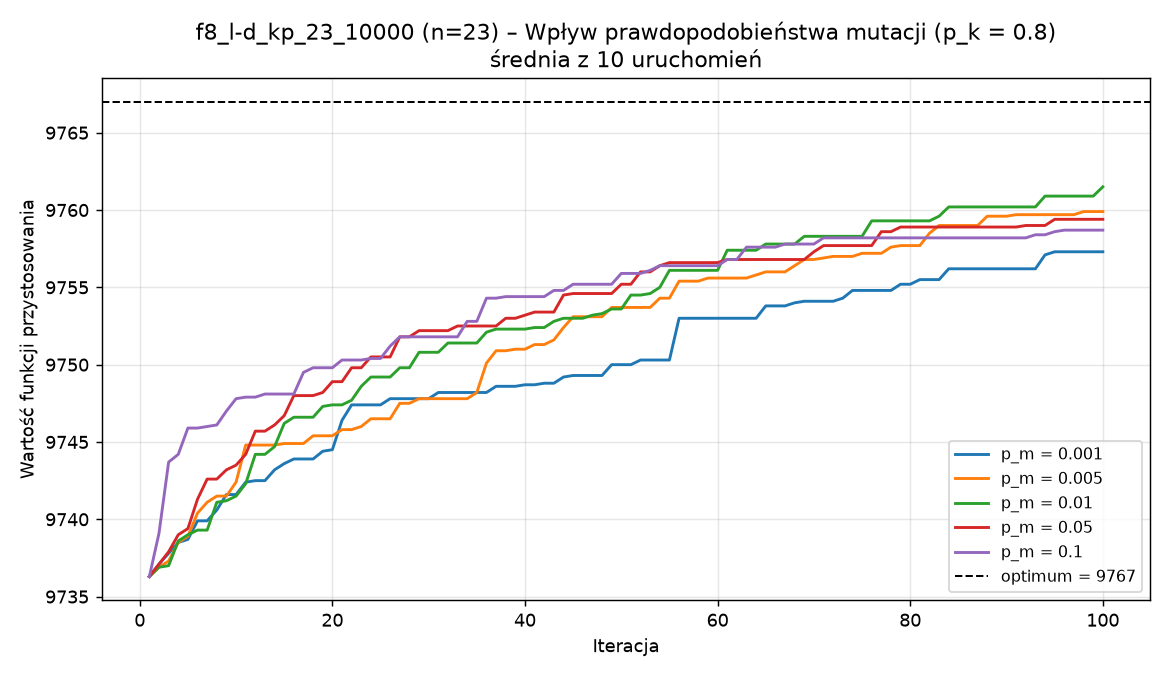 f8_l-d_kp_23_10000 (n=23) – Wpływ prawdopodobieństwa mutacji (p_k = 0.8)
średnia z 10 uruchomień
Wartość funkcji przystosowania
9765
9760
9755
9750
9745
9740
9735
0 20 40 60 80 100
Iteracja
p_m = 0.001
p_m = 0.005
p_m = 0.01
p_m = 0.05
p_m = 0.1
optimum = 9767